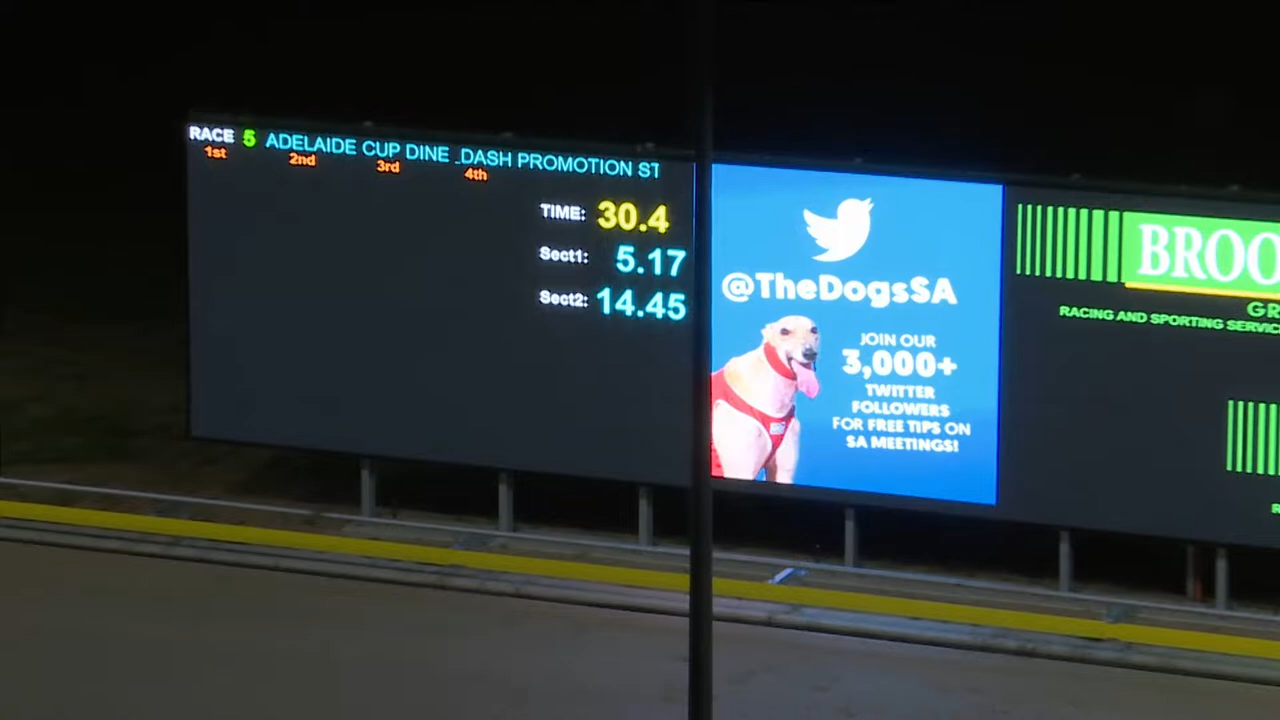 RACE 5 ADELAIDE CUP DINE _DASH PROMOTION ST
1st 2nd 3rd 4th
TIME: 30.4
Sect1: 5.17
Sect2: 14.45
@TheDogsSA
JOIN OUR
3,000+
TWITTER
FOLLOWERS
FOR FREE TIPS ON
SA MEETINGS!
BROO
GR
RACING AND SPORTING SERVIC
R